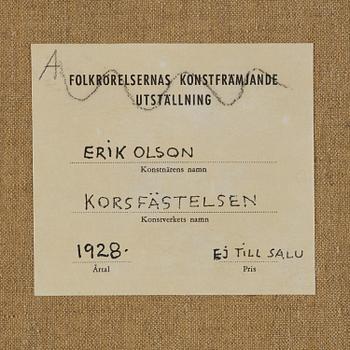 A
FOLKRÖRELSERNAS KONSTFRÄMJANDE
UTSTÄLLNING
ERIK OLSON
Konstnärens namn
KORSFÄSTELSEN
Konstverkets namn
1928. EJ TILL SALU
Årtal Pris